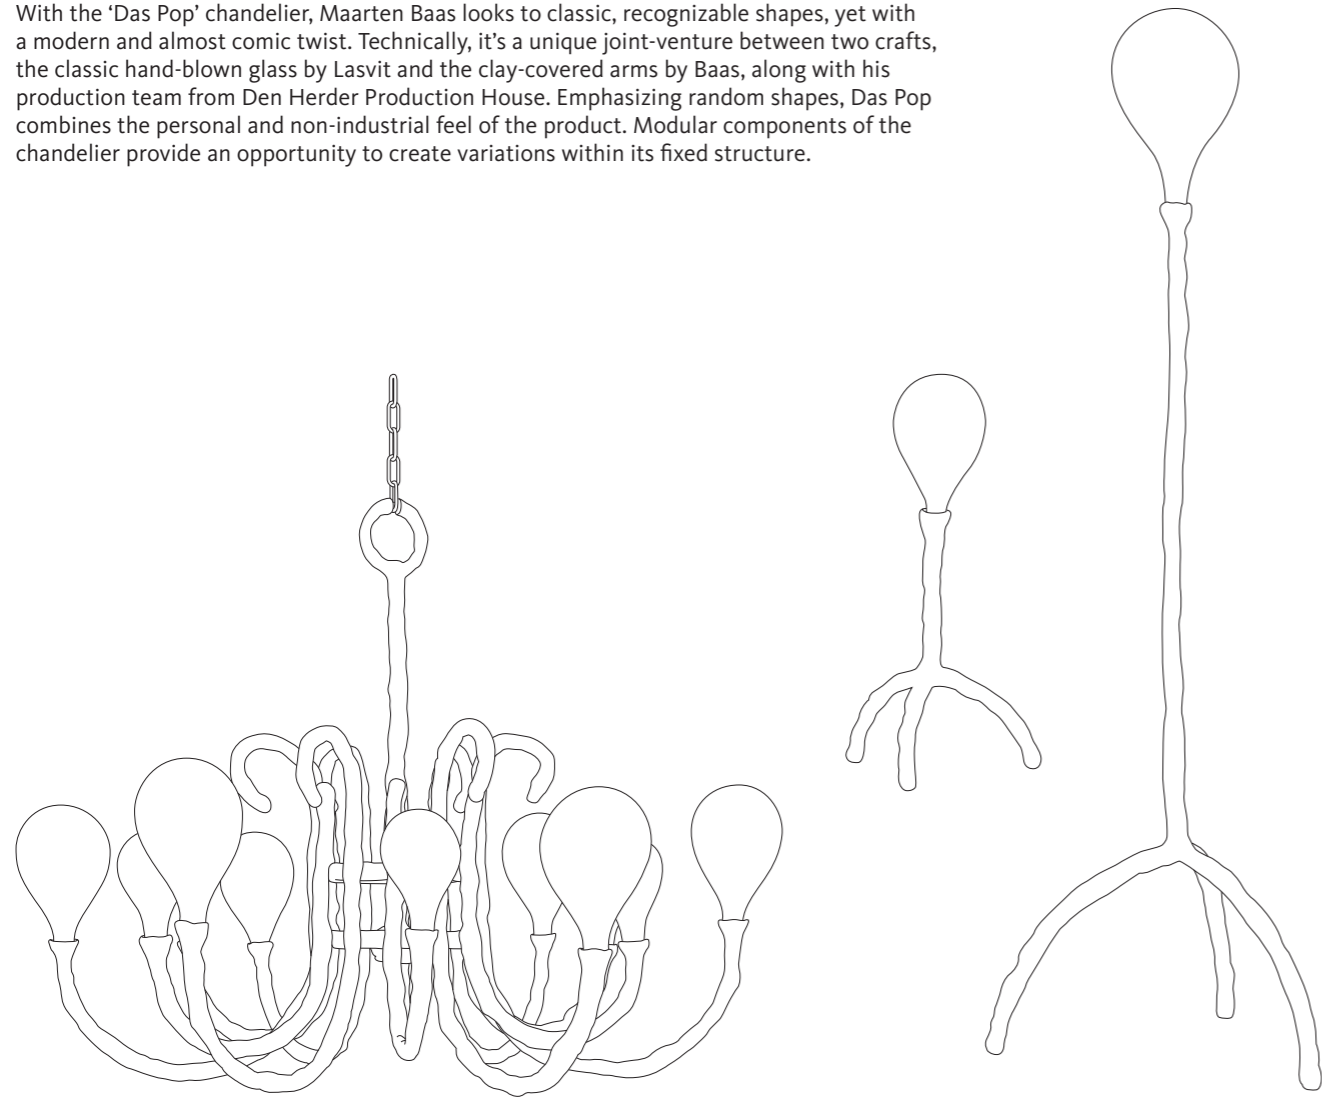 With the ‘Das Pop’ chandelier, Maarten Baas looks to classic, recognizable shapes, yet with
a modern and almost comic twist. Technically, it’s a unique joint-venture between two crafts,
the classic hand-blown glass by Lasvit and the clay-covered arms by Baas, along with his
production team from Den Herder Production House. Emphasizing random shapes, Das Pop
combines the personal and non-industrial feel of the product. Modular components of the
chandelier provide an opportunity to create variations within its fixed structure.